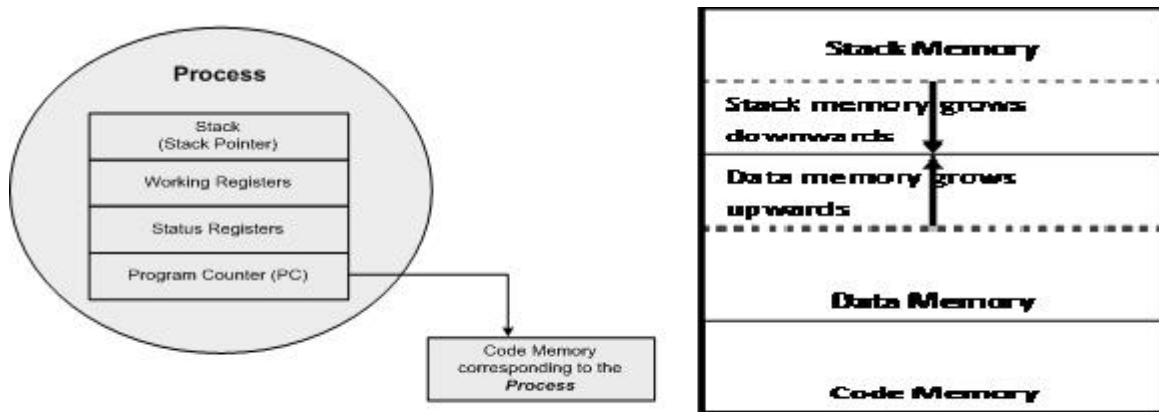 Process
Stack
(Stack Pointer)
Working Registers
Status Registers
Program Counter (PC)
Code Memory
corresponding to the
Process
Stack Memory
Stack memory grows
downwards
Data memory grows
upwards
Data Memory
Code Memory